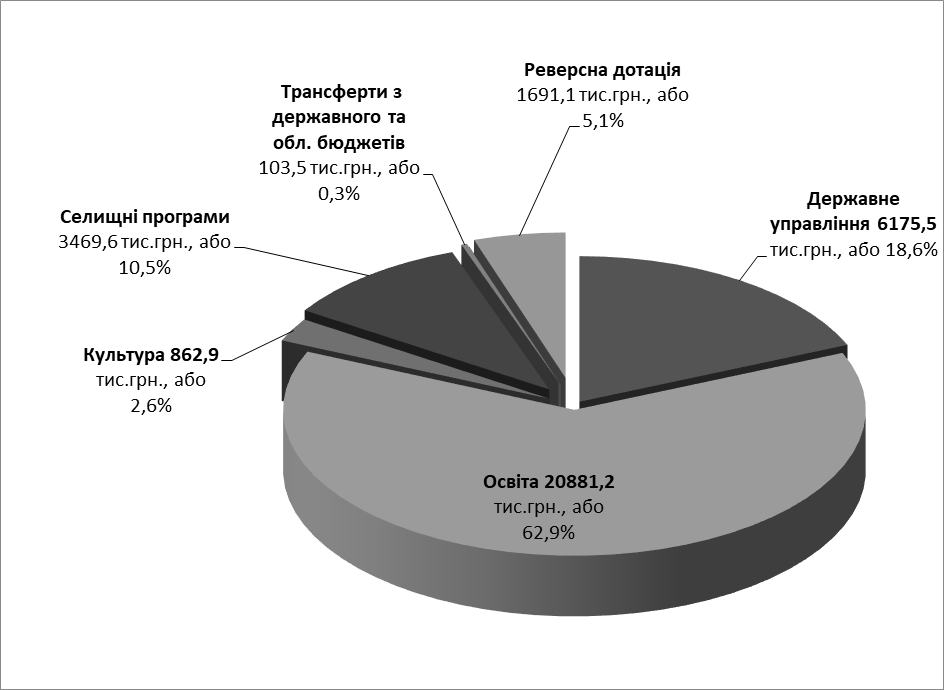 Реверсна дотація
1691,1 тис.грн., або
5,1%
Трансферти з
державного та
обл. бюджетів
103,5 тис.грн., або
0,3%
Державне
управління 6175,5
тис.грн., або 18,6%
Селищні програми
3469,6 тис.грн., або
10,5%
Культура 862,9
тис.грн., або
2,6%
Освіта 20881,2
тис.грн., або
62,9%